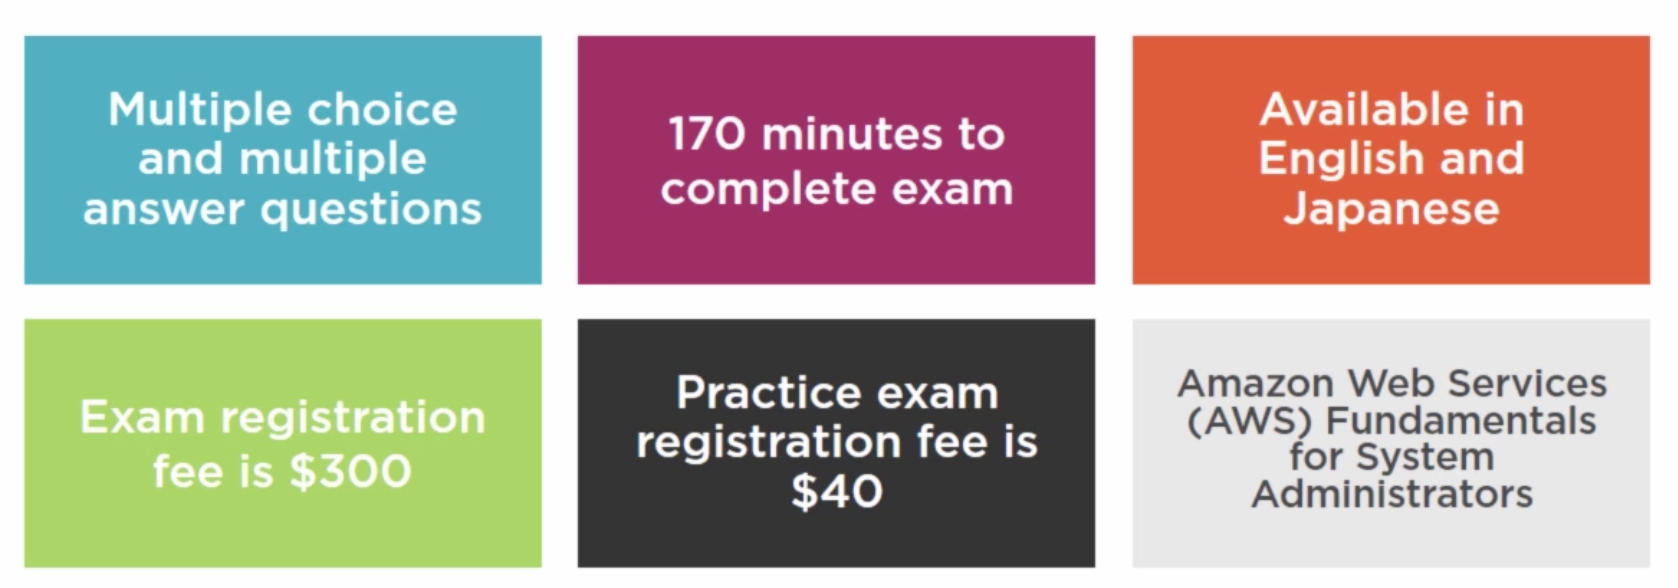 Multiple choice
and multiple
answer questions
170 minutes to
complete exam
Available in
English and
Japanese
Exam registration
fee is $300
Practice exam
registration fee is
$40
Amazon Web Services
(AWS) Fundamentals
for System
Administrators